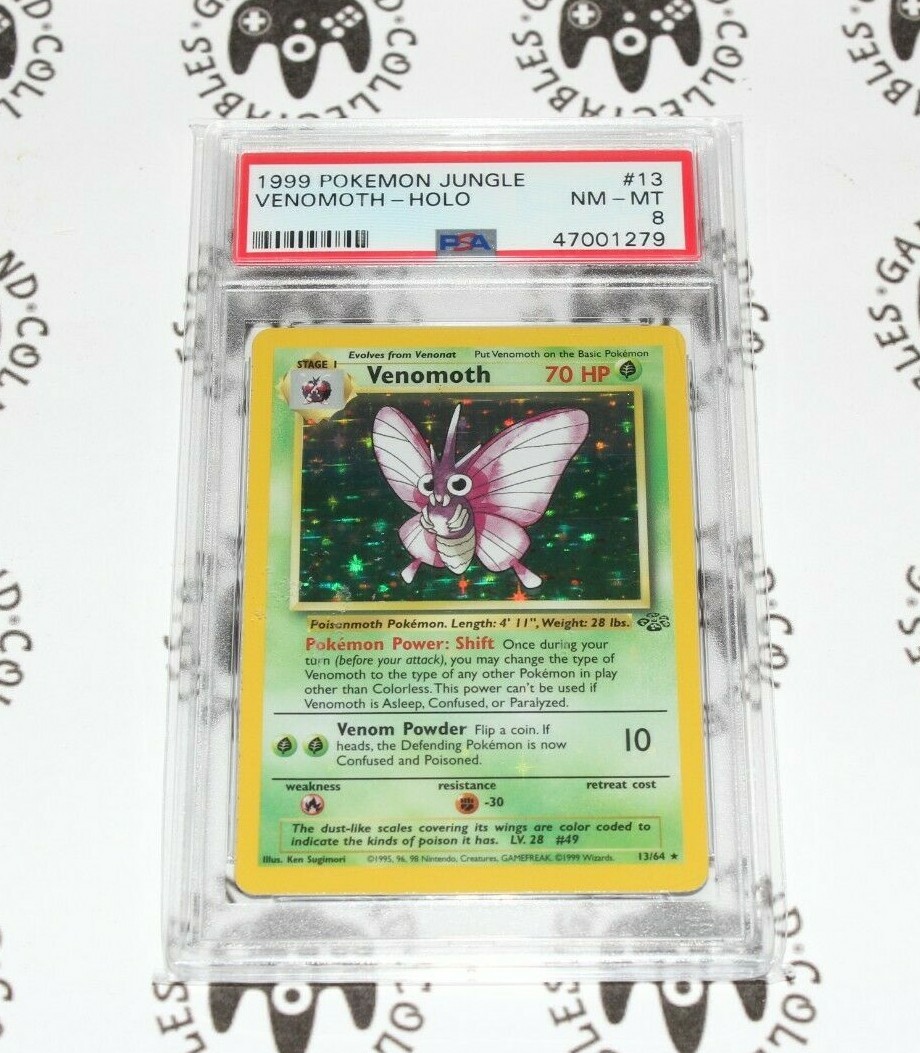 1999 POKEMON JUNGLE #13
VENOMOTH – HOLO NM – MT
8
PSA 47001279
Evolves from Venonat Put Venomoth on the Basic Pokémon
STAGE 1
Venomoth 70 HP
Poisonmoth Pokémon. Length: 4' 11", Weight: 28 lbs.
Pokémon Power: Shift Once during your
turn (before your attack), you may change the type of
Venomoth to the type of any other Pokémon in play
other than Colorless. This power can't be used if
Venomoth is Asleep, Confused, or Paralyzed.
Venom Powder Flip a coin. If
heads, the Defending Pokémon is now
Confused and Poisoned.
10
weakness resistance retreat cost
-30
The dust-like scales covering its wings are color coded to
indicate the kinds of poison it has. LV. 28 #49
Illus. Ken Sugimori ©1995, 96, 98 Nintendo, Creatures, GAMEFREAK. ©1999 Wizards. 13/64 ★